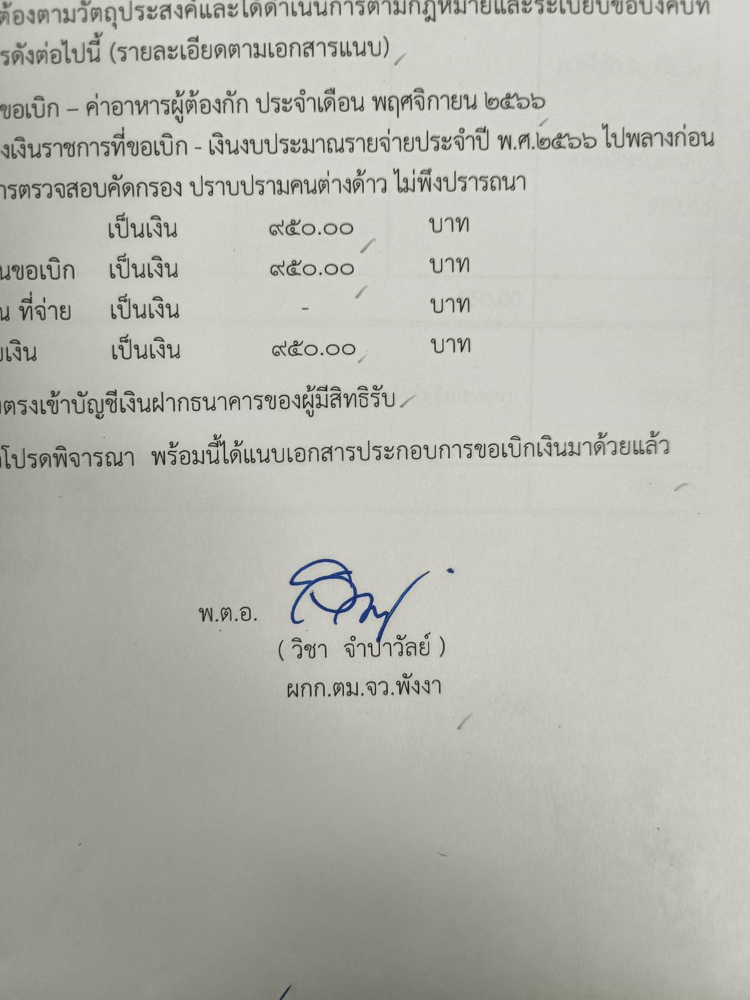 ต้องตามวัตถุประสงค์และได้ดำเนินการตามกฎหมายและระเบียบข้อบังคับที่
รดังต่อไปนี้ (รายละเอียดตามเอกสารแนบ)
ขอเบิก – ค่าอาหารผู้ต้องกัก ประจำเดือน พฤศจิกายน ๒๕๖๖
งเงินราชการที่ขอเบิก - เงินงบประมาณรายจ่ายประจำปี พ.ศ.๒๕๖๖ ไปพลางก่อน
ารตรวจสอบคัดกรอง ปราบปรามคนต่างด้าว ไม่พึงปรารถนา
เป็นเงิน ๙๕๐.๐๐ บาท
นขอเบิก เป็นเงิน ๙๕๐.๐๐ บาท
ณ ที่จ่าย เป็นเงิน - บาท
บเงิน เป็นเงิน ๙๕๐.๐๐ บาท
ตรงเข้าบัญชีเงินฝากธนาคารของผู้มีสิทธิรับ
โปรดพิจารณา พร้อมนี้ได้แนบเอกสารประกอบการขอเบิกเงินมาด้วยแล้ว
พ.ต.อ.
( วิชา จำปาวัลย์ )
ผกก.ตม.จว.พังงา